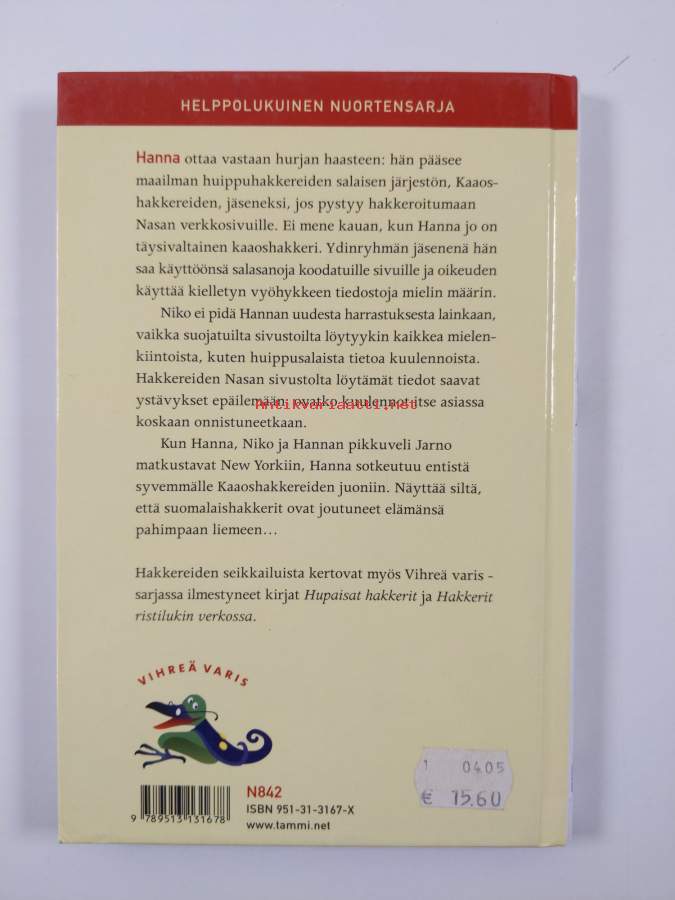 HELPPOLUKUINEN NUORTENSARJA
Hanna ottaa vastaan hurjan haasteen: hän pääsee
maailman huippuhakkereiden salaisen järjestön, Kaaos-
hakkereiden, jäseneksi, jos pystyy hakkeroitumaan
Nasan verkkosivuille. Ei mene kauan, kun Hanna jo on
täysivaltainen kaaoshakkeri. Ydinryhmän jäsenenä hän
saa käyttöönsä salasanoja koodatuille sivuille ja oikeuden
käyttää kielletyn vyöhykkeen tiedostoja mielin määrin.
Niko ei pidä Hannan uudesta harrastuksesta lainkaan,
vaikka suojatuilta sivustoilta löytyykin kaikkea mielen-
kiintoista, kuten huippusalaista tietoa kuulennoista.
Hakkereiden Nasan sivustolta löytämät tiedot saavat
ystävykset epäilemään, ovatko kuulennot itse asiassa
Antikvariaatti.net
koskaan onnistuneetkaan.
Kun Hanna, Niko ja Hannan pikkuveli Jarno
matkustavat New Yorkiin, Hanna sotkeutuu entistä
syvemmälle Kaaoshakkereiden juoniin. Näyttää siltä,
että suomalaishakkerit ovat joutuneet elämänsä
pahimpaan liemeen...
Hakkereiden seikkailuista kertovat myös Vihreä varis -
sarjassa ilmestyneet kirjat Hupaisat hakkerit ja Hakkerit
ristilukin verkossa.
VIHREÄ VARIS
1 0405
€ 15.60
N842
ISBN 951-31-3167-X
www.tammi.net
9 789513 131678